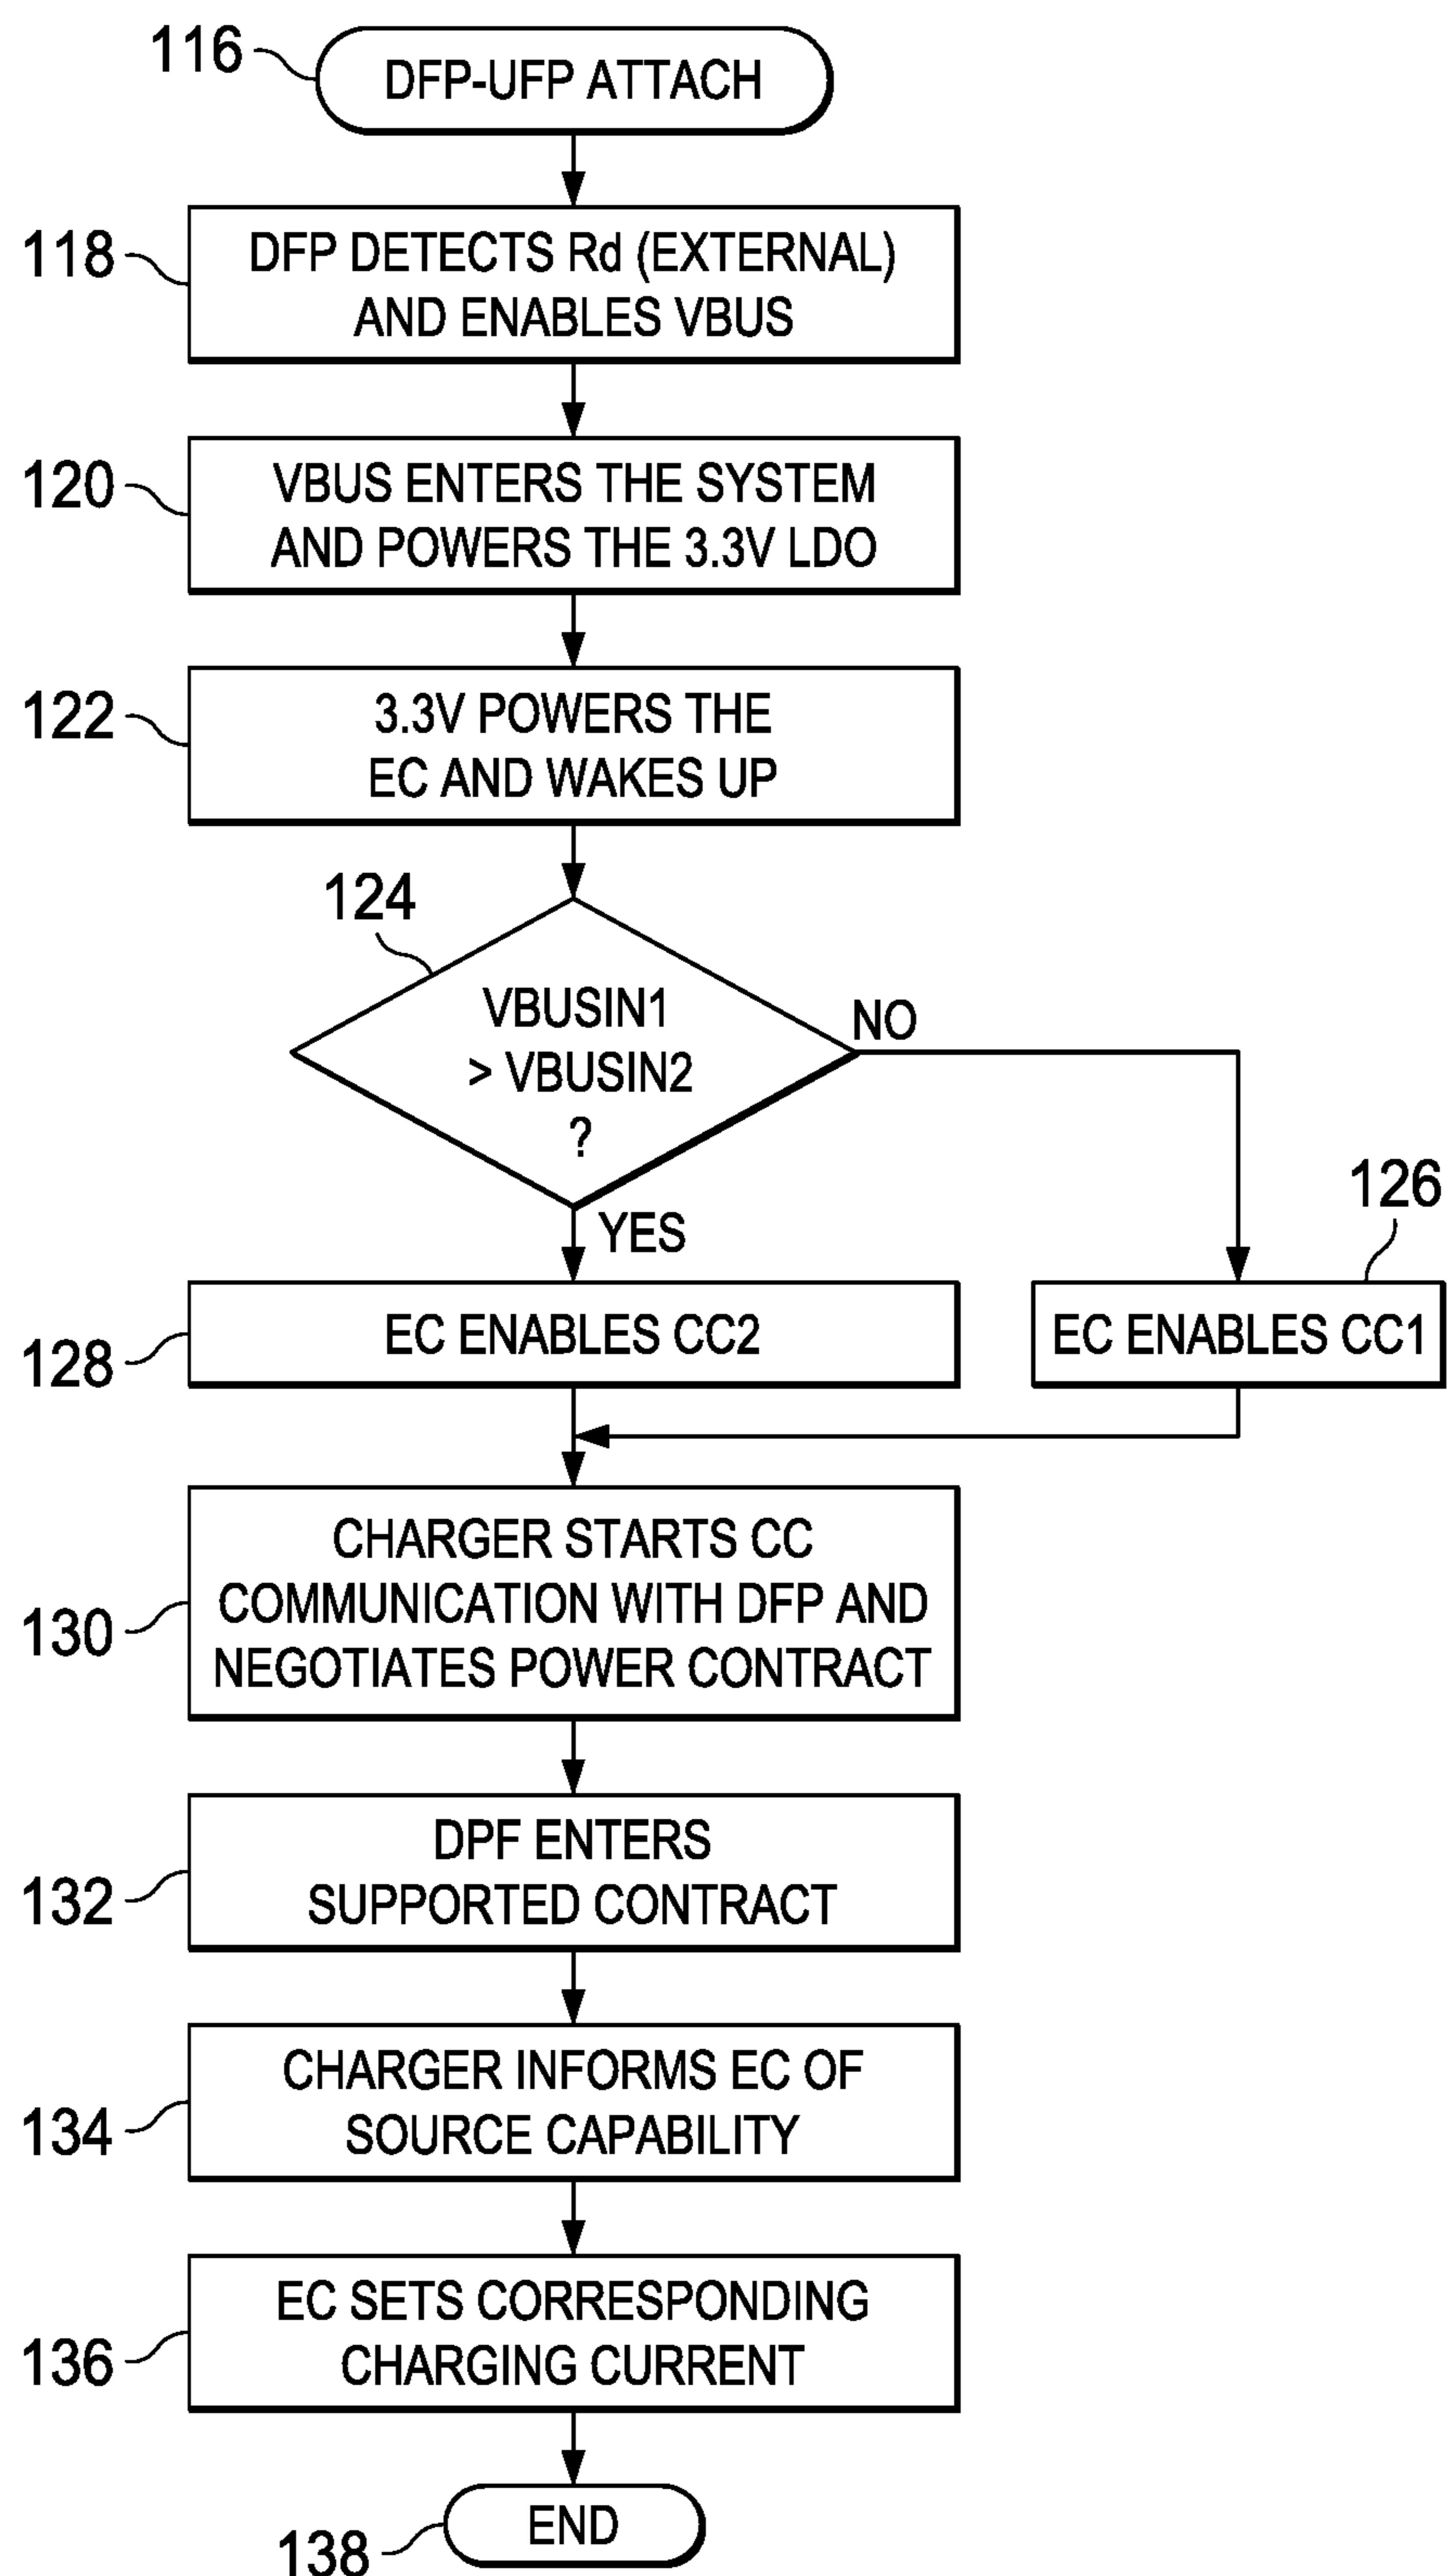 116
DFP-UFP ATTACH
118
DFP DETECTS Rd (EXTERNAL)
AND ENABLES VBUS
120
VBUS ENTERS THE SYSTEM
AND POWERS THE 3.3V LDO
122
3.3V POWERS THE
EC AND WAKES UP
124
VBUSIN1
> VBUSIN2
?
NO
YES
126
128
EC ENABLES CC2
EC ENABLES CC1
130
CHARGER STARTS CC
COMMUNICATION WITH DFP AND
NEGOTIATES POWER CONTRACT
132
DPF ENTERS
SUPPORTED CONTRACT
134
CHARGER INFORMS EC OF
SOURCE CAPABILITY
136
EC SETS CORRESPONDING
CHARGING CURRENT
138
END